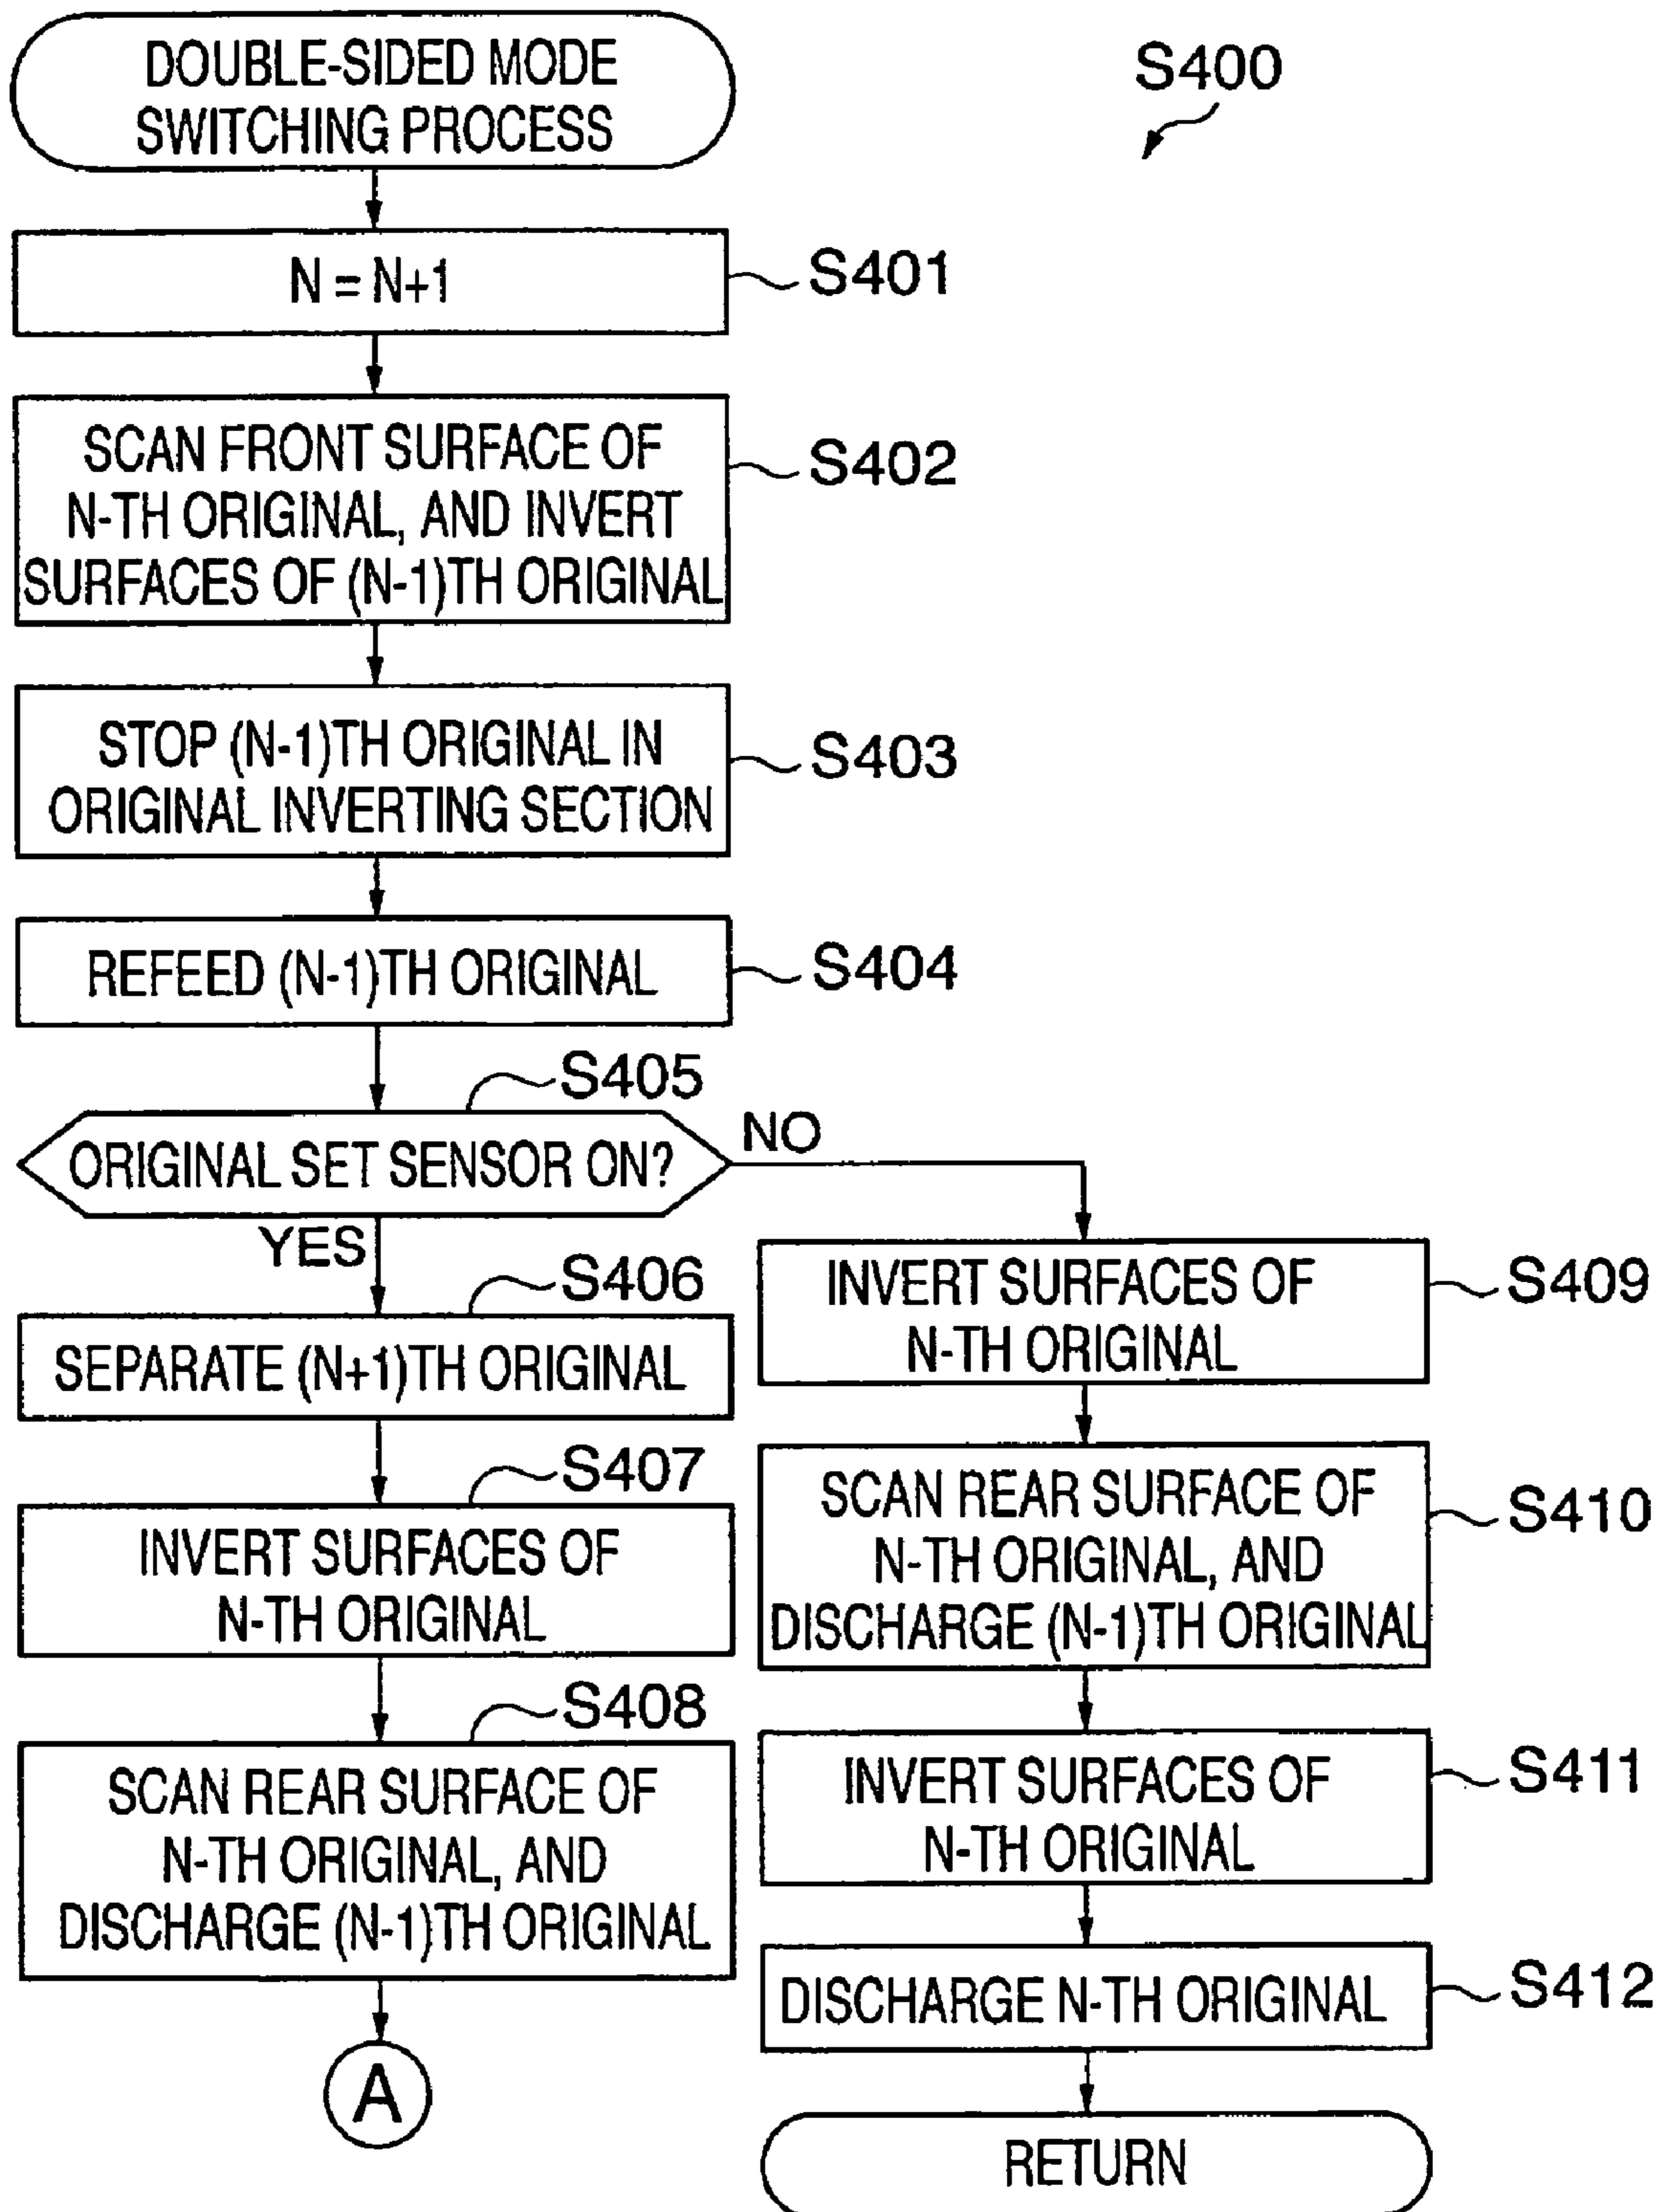 DOUBLE-SIDED MODE
SWITCHING PROCESS
S400
N = N+1
S401
SCAN FRONT SURFACE OF
N-TH ORIGINAL, AND INVERT
SURFACES OF (N-1)TH ORIGINAL
S402
STOP (N-1)TH ORIGINAL IN
ORIGINAL INVERTING SECTION
S403
REFEED (N-1)TH ORIGINAL
S404
S405
ORIGINAL SET SENSOR ON?
NO
YES
S406
SEPARATE (N+1)TH ORIGINAL
S407
INVERT SURFACES OF
N-TH ORIGINAL
S408
SCAN REAR SURFACE OF
N-TH ORIGINAL, AND
DISCHARGE (N-1)TH ORIGINAL
A
INVERT SURFACES OF
N-TH ORIGINAL
S409
SCAN REAR SURFACE OF
N-TH ORIGINAL, AND
DISCHARGE (N-1)TH ORIGINAL
S410
INVERT SURFACES OF
N-TH ORIGINAL
S411
DISCHARGE N-TH ORIGINAL
S412
RETURN